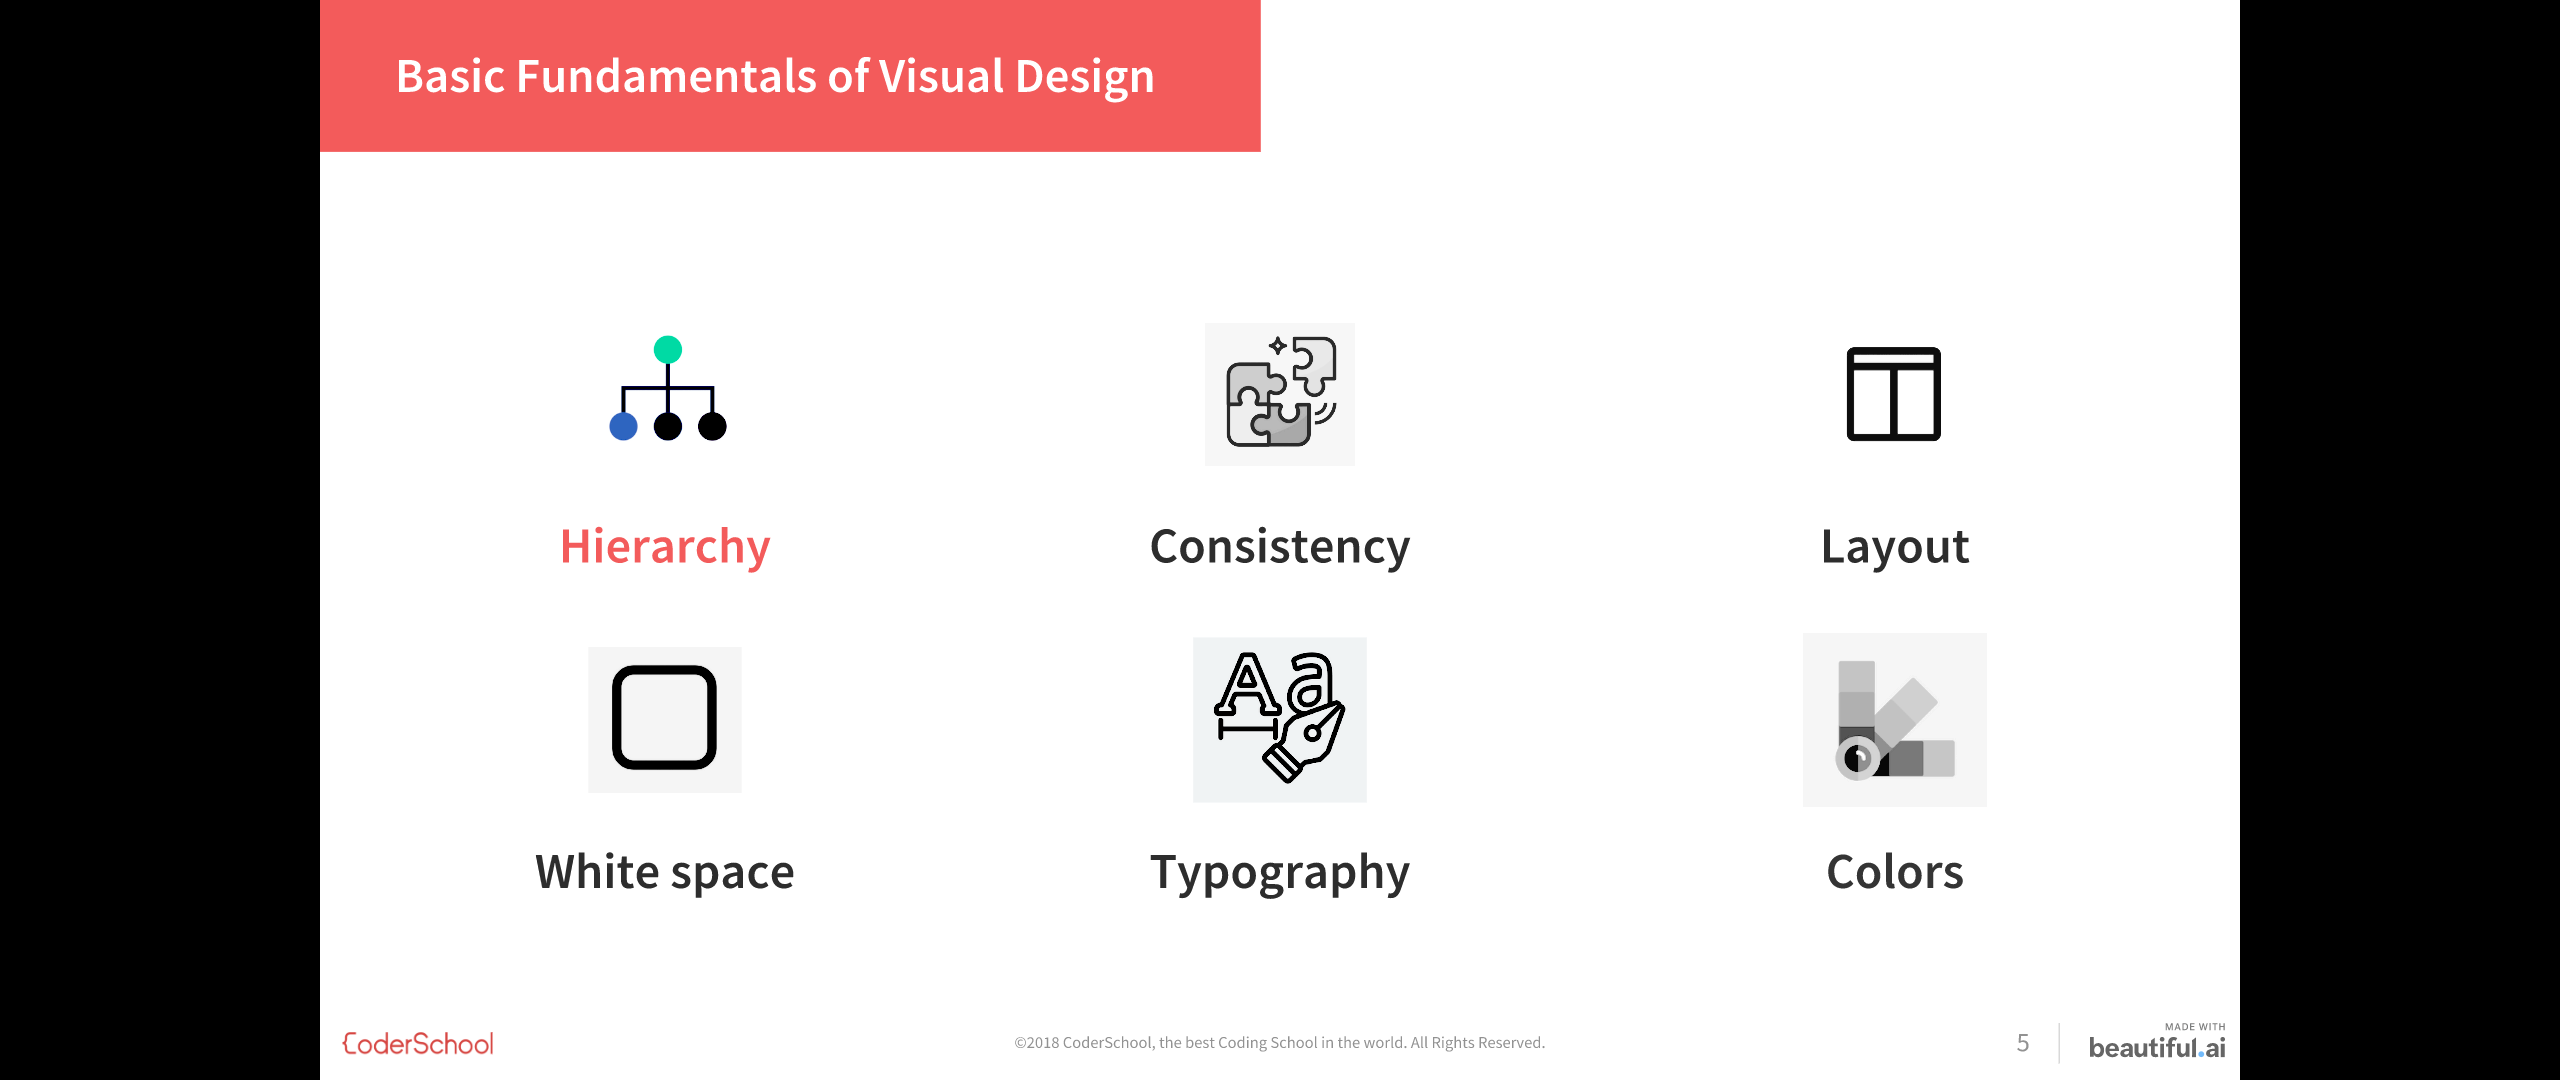 Basic Fundamentals of Visual Design
Hierarchy
Consistency
Layout
Aa
White space
Typography
Colors
CoderSchool
©2018 CoderSchool, the best Coding School in the world. All Rights Reserved.
5
MADE WITH
beautiful.ai